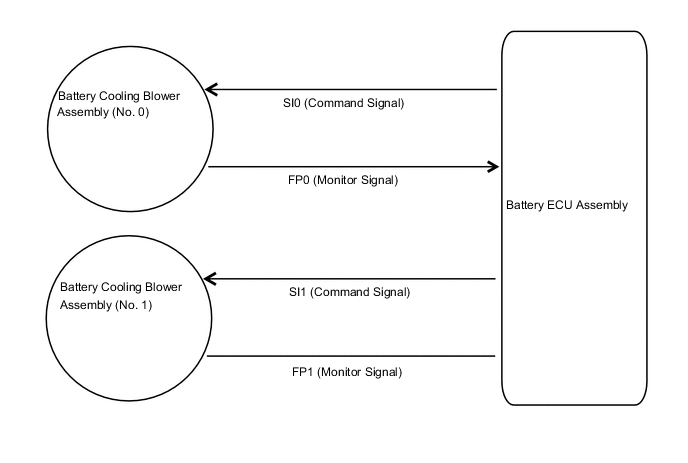 Battery Cooling Blower
Assembly (No. 0)
SI0 (Command Signal)
FP0 (Monitor Signal)
Battery ECU Assembly
Battery Cooling Blower
Assembly (No. 1)
SI1 (Command Signal)
FP1 (Monitor Signal)